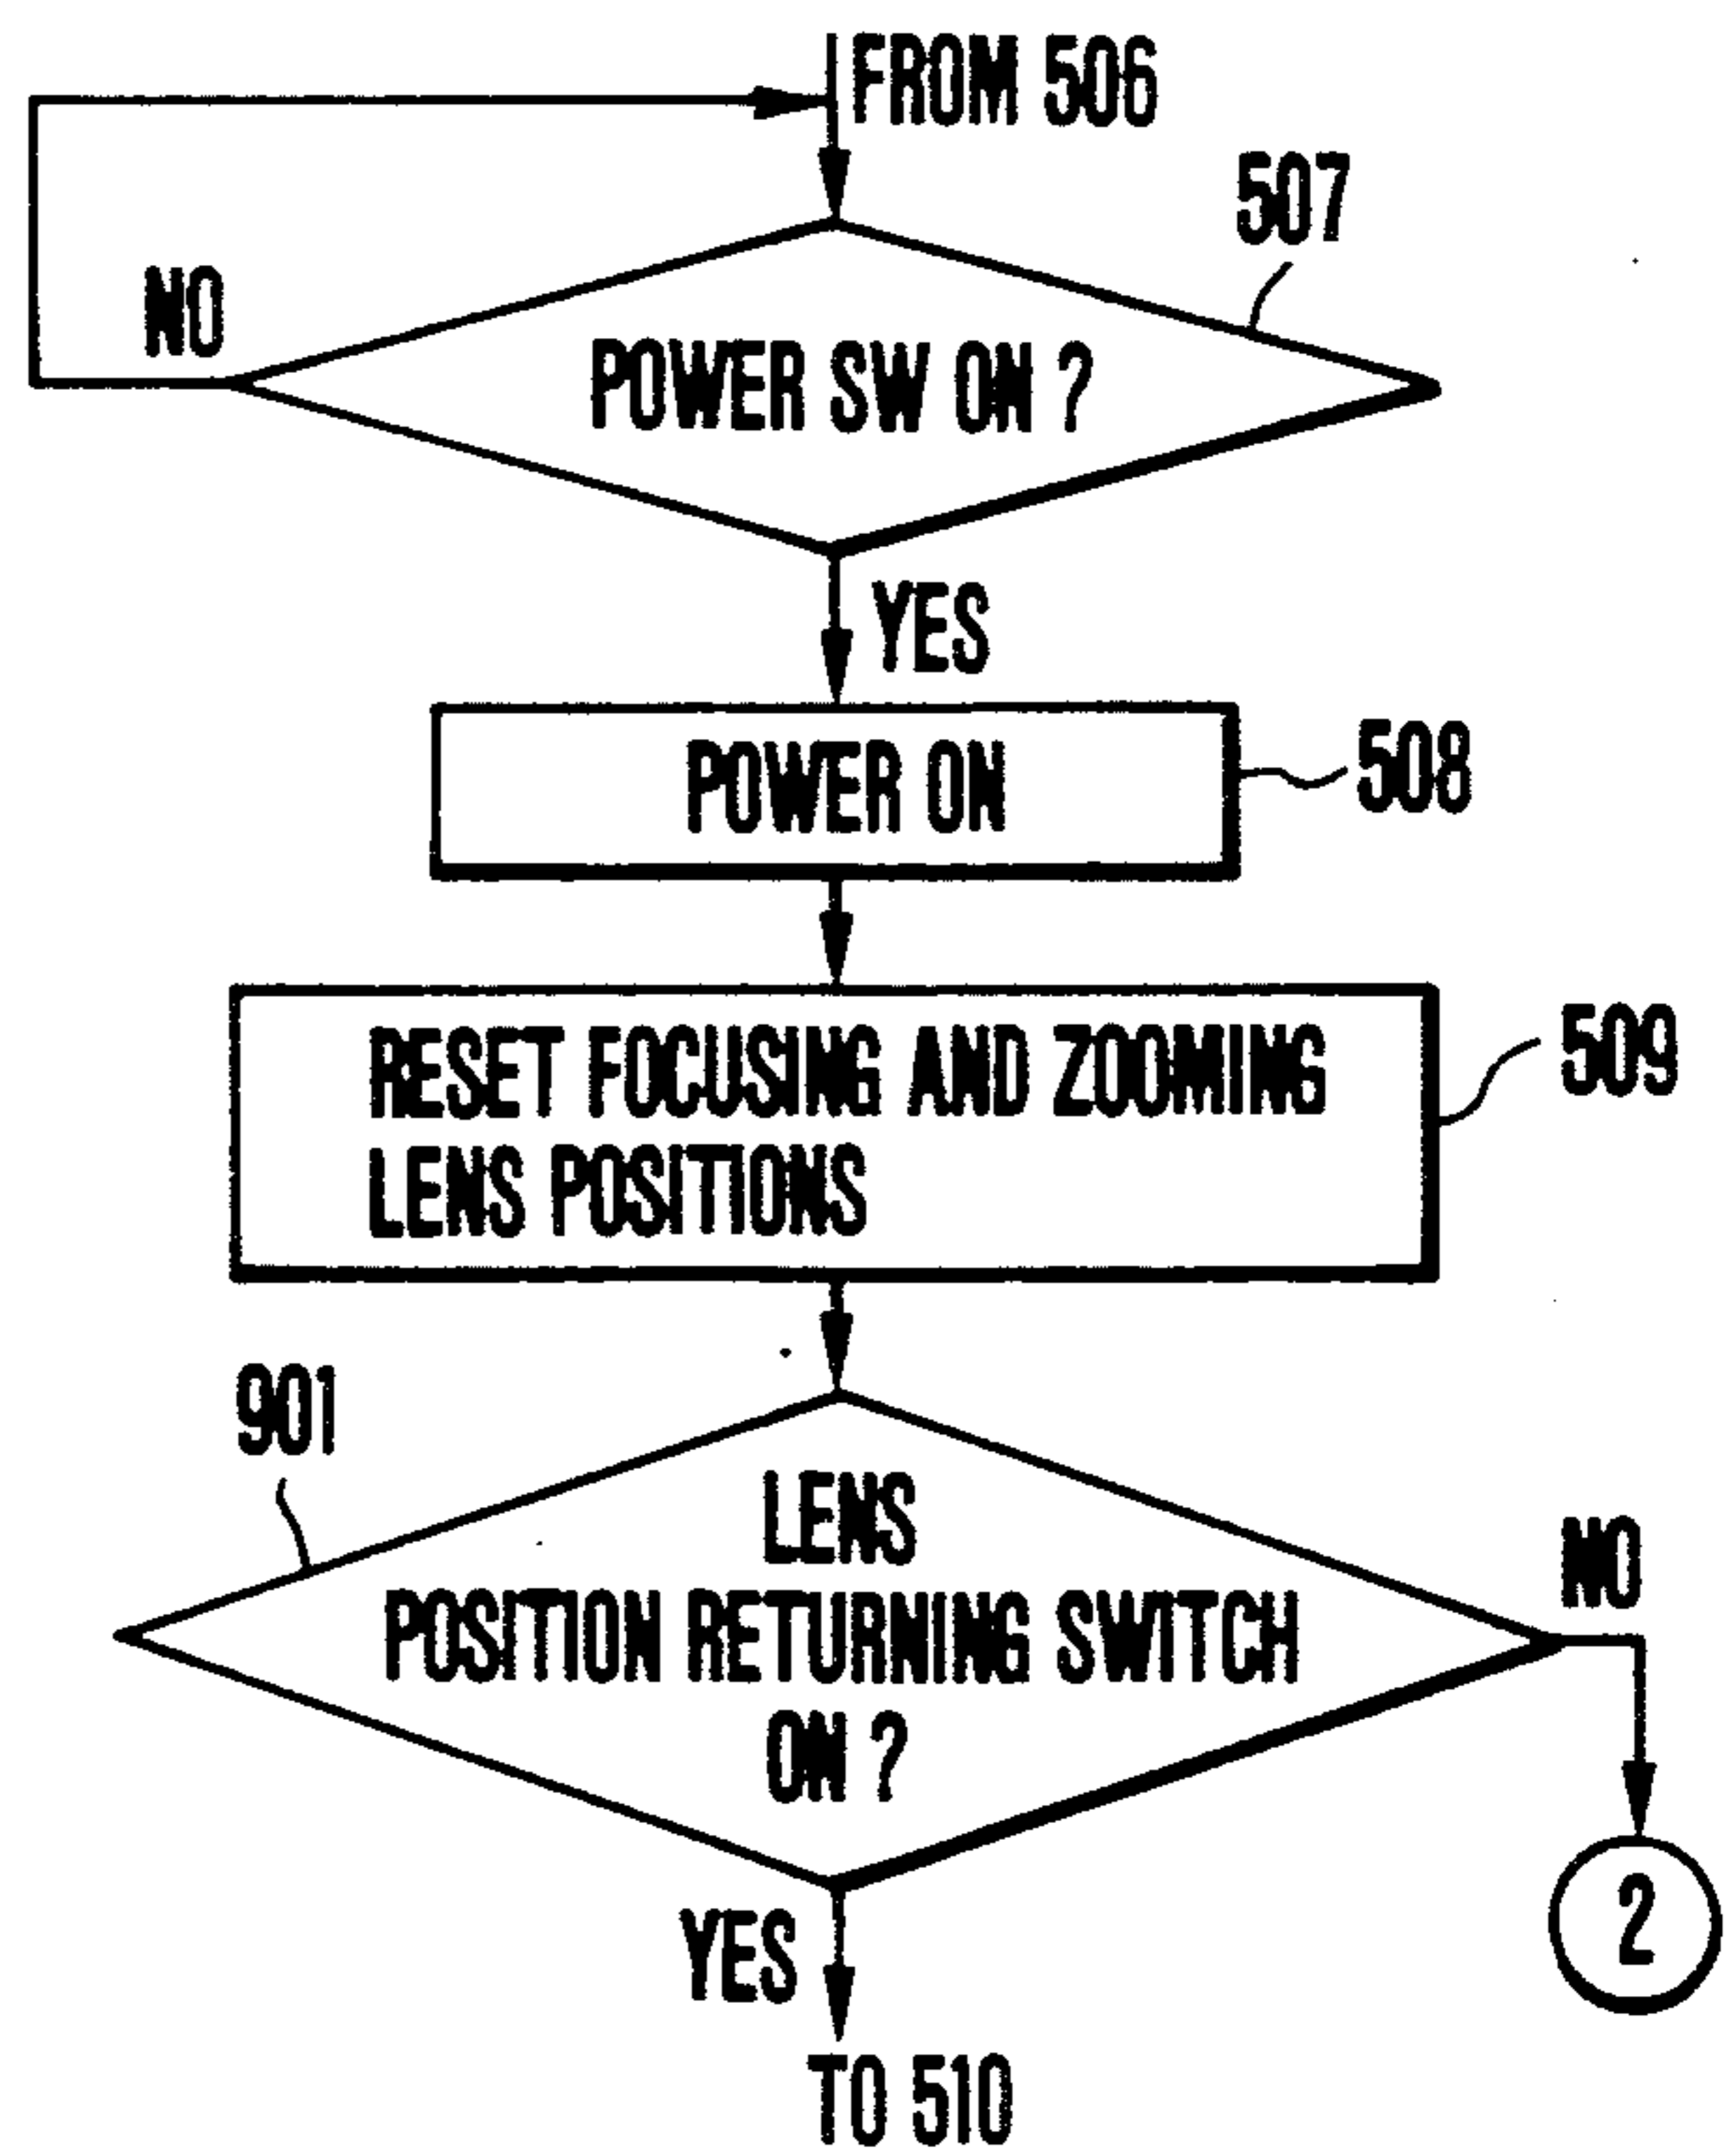 FROM 506
507
NO
POWER SW ON ?
YES
POWER ON
508
RESET FOCUSING AND ZOOMING
LENS POSITIONS
509
901
LENS
POSITION RETURNING SWITCH
ON ?
NO
2
YES
TO 510